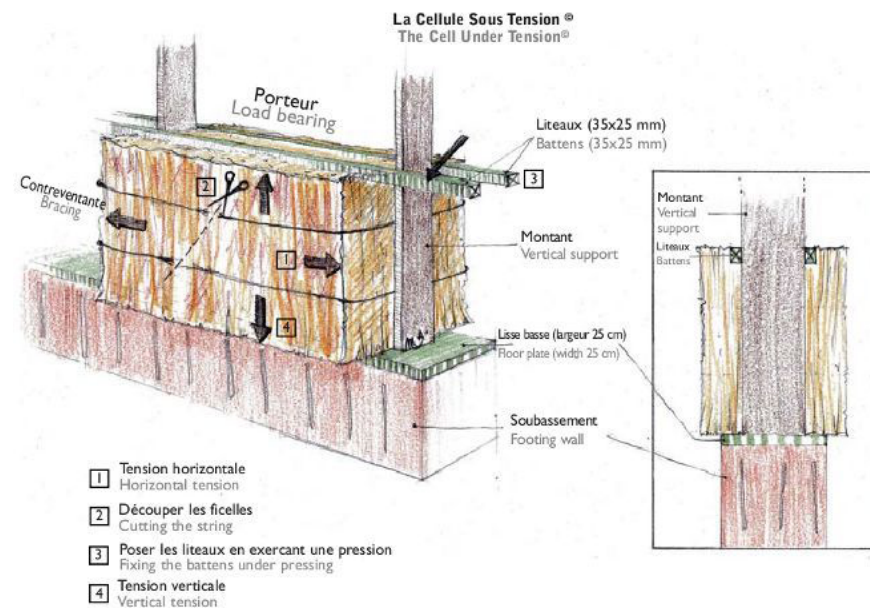 La Cellule Sous Tension ©
The Cell Under Tension©
Porteur
Load bearing
Liteaux (35x25 mm)
Battens (35x25 mm)
3
2
Contreventante
Bracing
1
4
Montant
Vertical support
Lisse basse (largeur 25 cm)
Floor plate (width 25 cm)
Soubassement
Footing wall
Montant
Vertical
support
Liteaux
Battens
1 Tension horizontale
Horizontal tension
2 Découper les ficelles
Cutting the string
3 Poser les liteaux en exercant une pression
Fixing the battens under pressing
4 Tension verticale
Vertical tension